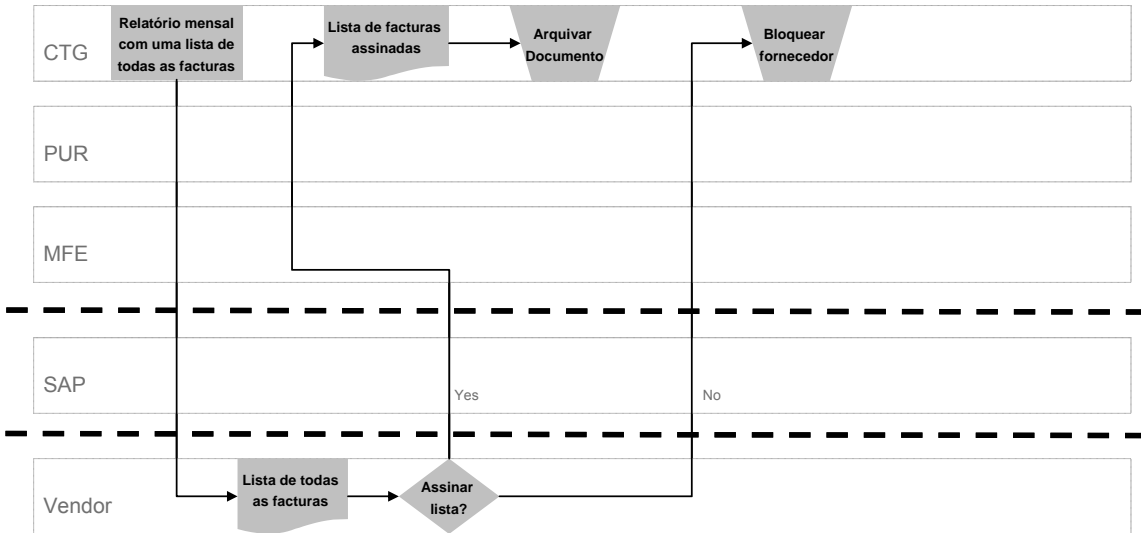 CTG
Relatório mensal
com uma lista de
todas as facturas
Lista de facturas
assinadas
Arquivar
Documento
Bloquear
fornecedor
PUR
MFE
SAP
Yes
No
Vendor
Lista de todas
as facturas
Assinar
lista?